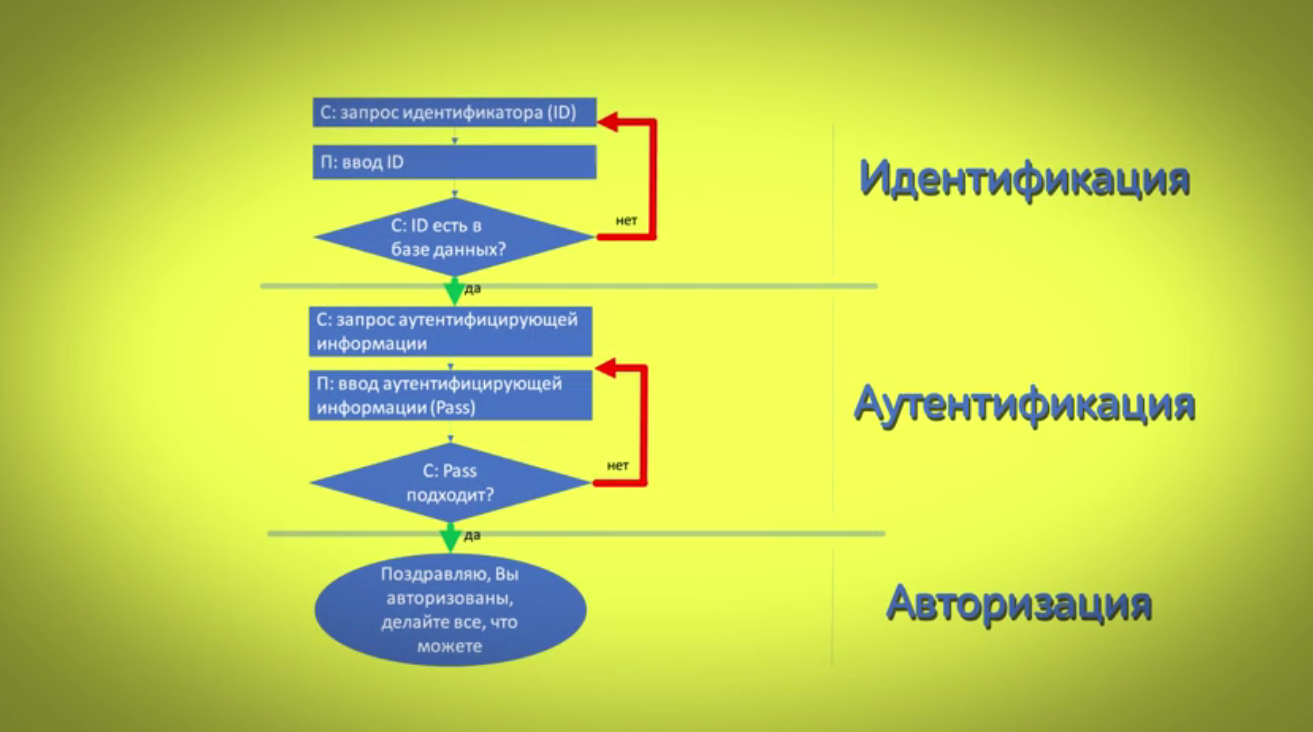 С: запрос идентификатора (ID)
П: ввод ID
С: ID есть в
базе данных?
нет
Идентификация
да
С: запрос аутентифицирующей
информации
П: ввод аутентифицирующей
информации (Pass)
С: Pass
подходит?
нет
Аутентификация
да
Поздравляю, Вы
авторизованы,
делайте все, что
можете
Авторизация